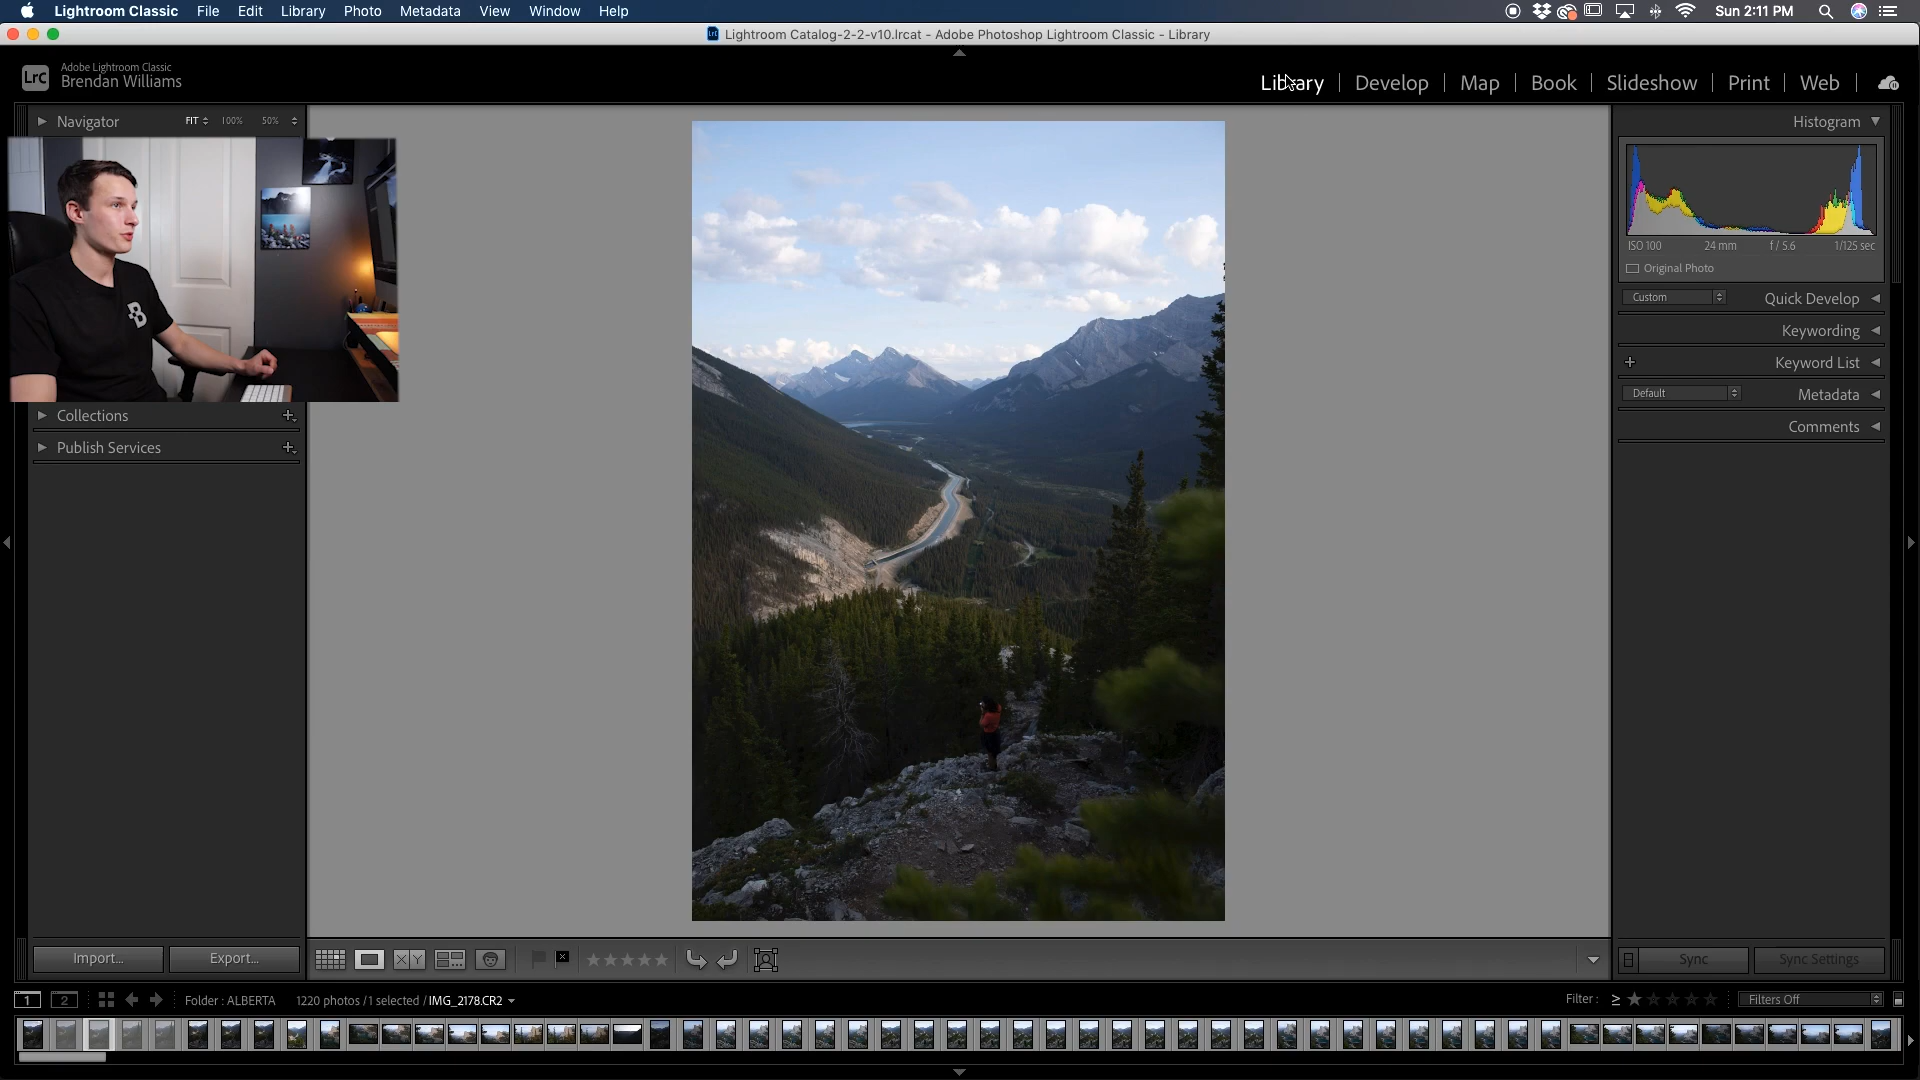 Lightroom Classic File Edit Library Photo Metadata View Window Help Sun 2:11 PM
Lightroom Catalog-2-2-v10.lrcat - Adobe Photoshop Lightroom Classic - Library
Lrc Adobe Lightroom Classic
Brendan Williams
Library | Develop | Map | Book | Slideshow | Print | Web
Navigator FIT 100% 50%
Histogram
ISO 100 24 mm f / 5.6 1/125 sec
Original Photo
Custom Quick Develop
Keywording
Keyword List
Default Metadata
Comments
Collections
Publish Services
Import... Export...
X Y
Sync Sync Settings
1 2 Folder : ALBERTA 1220 photos / 1 selected / IMG_2178.CR2
Filter : ≥ Filters Off